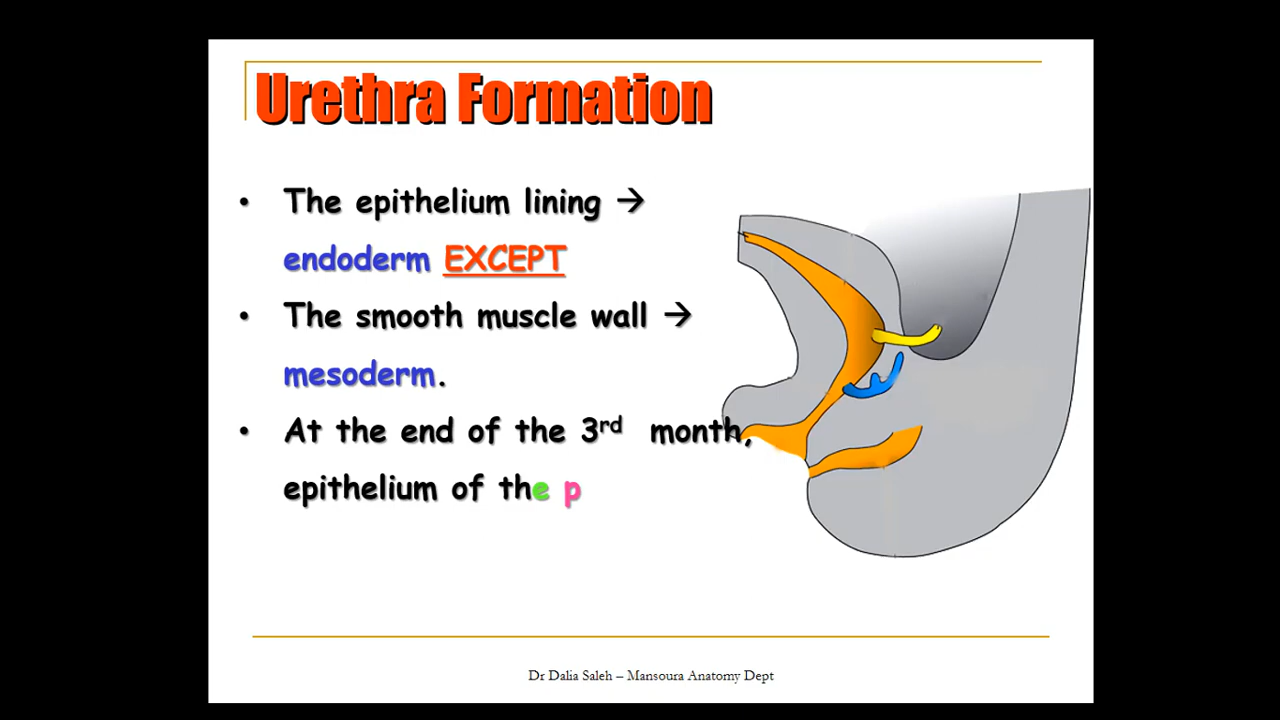 Urethra Formation
• The epithelium lining →
endoderm EXCEPT
• The smooth muscle wall →
mesoderm.
• At the end of the 3rd month,
epithelium of the p
Dr Dalia Saleh – Mansoura Anatomy Dept